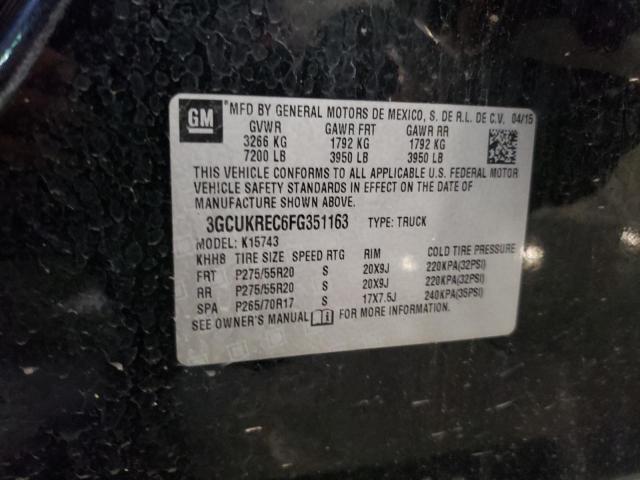 GM
MFD BY GENERAL MOTORS DE MEXICO, S. DE R.L. DE C.V. 04/15
GVWR GAWR FRT GAWR RR
3266 KG 1792 KG 1792 KG
7200 LB 3950 LB 3950 LB
THIS VEHICLE CONFORMS TO ALL APPLICABLE U.S. FEDERAL MOTOR
VEHICLE SAFETY STANDARDS IN EFFECT ON THE DATE OF
MANUFACTURE SHOWN ABOVE.
3GCUKREC6FG351163 TYPE: TRUCK
MODEL: K15743
KHH8 TIRE SIZE SPEED RTG RIM COLD TIRE PRESSURE
FRT P275/55R20 S 20X9J 220KPA(32PSI)
RR P275/55R20 S 20X9J 220KPA(32PSI)
SPA P265/70R17 S 17X7.5J 240KPA(35PSI)
SEE OWNER'S MANUAL FOR MORE INFORMATION.